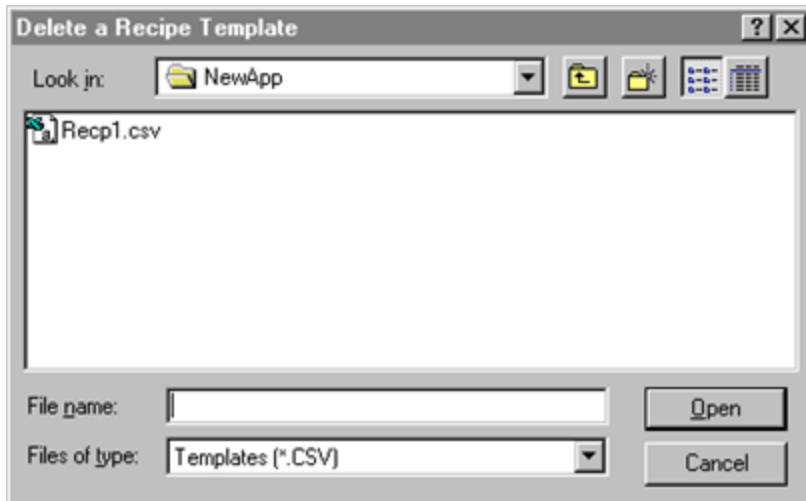 Delete a Recipe Template
Look in: NewApp
Recp1.csv
File name: Open
Files of type: Templates (*.CSV) Cancel